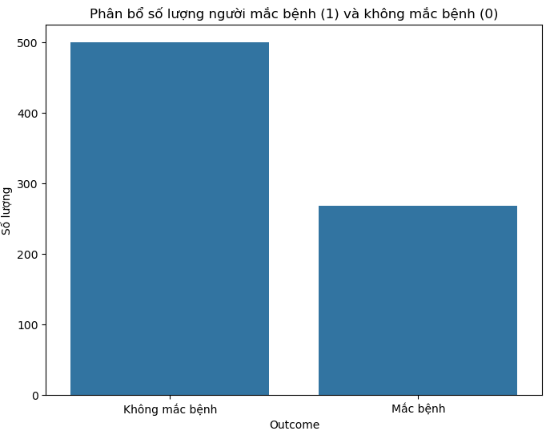 Phân bổ số lượng người mắc bệnh (1) và không mắc bệnh (0)
500
400
300
200
100
0
Số lượng
Không mắc bệnh
Mắc bệnh
Outcome